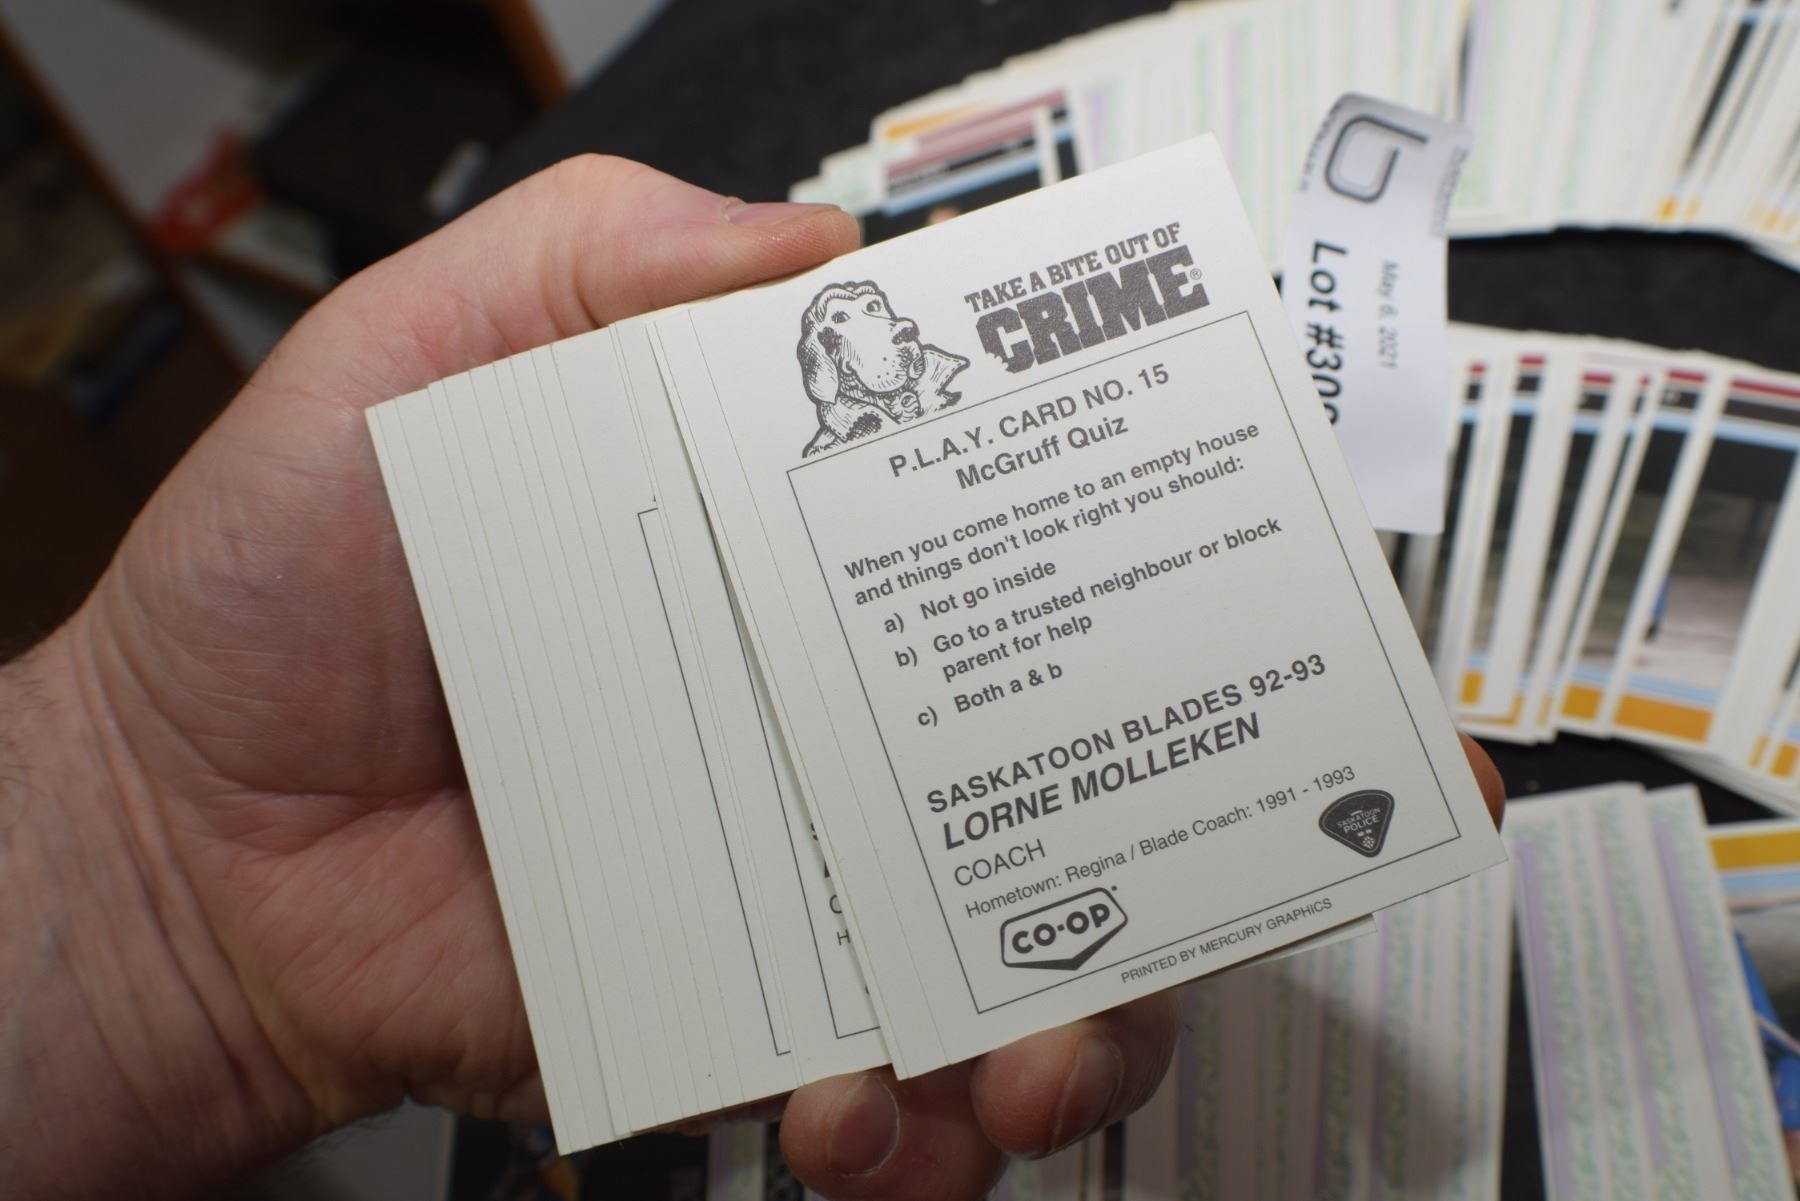 TAKE A BITE OUT OF
CRIME®
P.L.A.Y. CARD NO. 15
McGruff Quiz
When you come home to an empty house
and things don't look right you should:
a) Not go inside
b) Go to a trusted neighbour or block
parent for help
c) Both a & b
SASKATOON BLADES 92-93
LORNE MOLLEKEN
COACH
Hometown: Regina / Blade Coach: 1991 - 1993
SASKATOON
POLICE
CO-OP
PRINTED BY MERCURY GRAPHICS
May 6, 2021
Lot